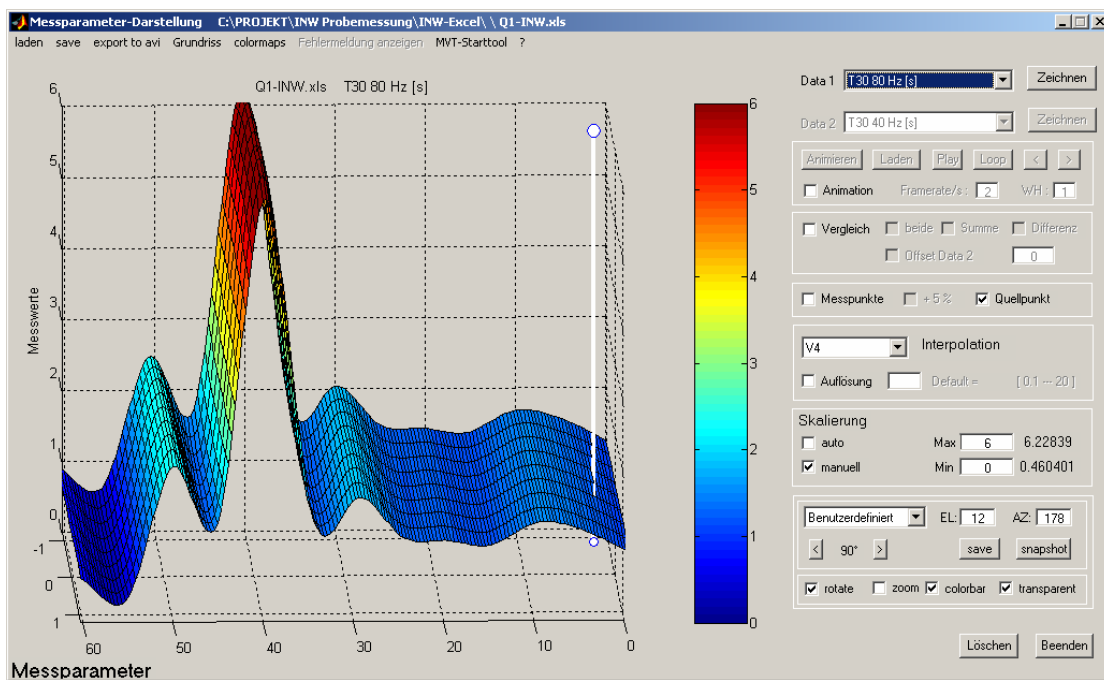 Messparameter-Darstellung C:\PROJEKT\INW Probemessung\INW-Excel\ \ Q1-INW.xls
laden save export to avi Grundriss colormaps Fehlermeldung anzeigen MVT-Starttool ?
Q1-INW.xls T30 80 Hz [s]
Messwerte
6
5
4
3
2
1
0
-1
0
1
60
50
40
30
20
10
0
Messparameter
6
5
4
3
2
1
0
Data 1 T30 80 Hz [s] Zeichnen
Data 2 T30 40 Hz [s] Zeichnen
Animieren Laden Play Loop < >
Animation Framerate/s : 2 WH : 1
Vergleich beide Summe Differenz
Offset Data 2 0
Messpunkte + 5 % Quellpunkt
V4 Interpolation
Auflösung Default = [ 0.1 --- 20 ]
Skalierung
auto Max 6 6.22839
manuell Min 0 0.460401
Benutzerdefiniert EL: 12 AZ: 178
< 90° > save snapshot
rotate zoom colorbar transparent
Löschen Beenden